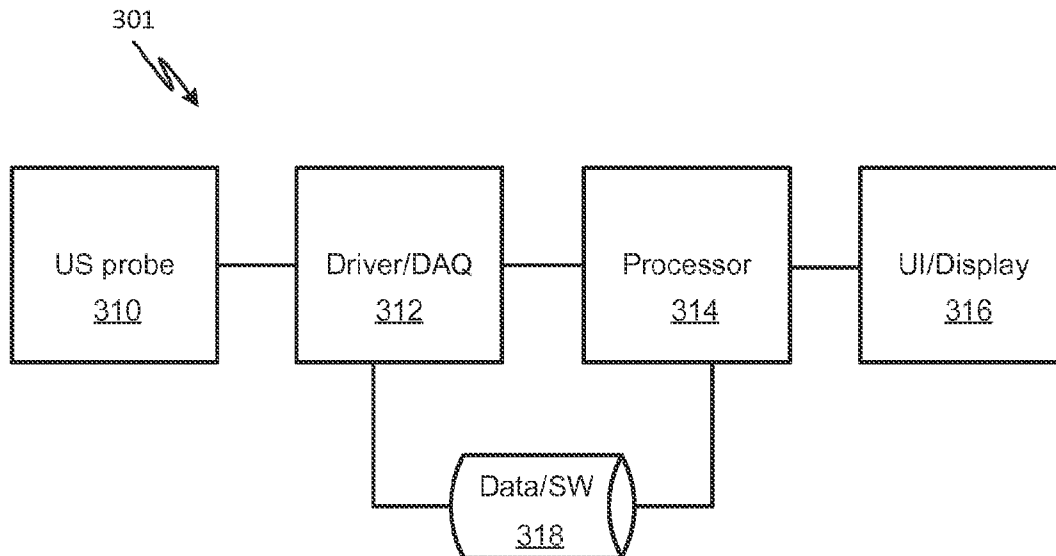 301
US probe
310
Driver/DAQ
312
Processor
314
UI/Display
316
Data/SW
318